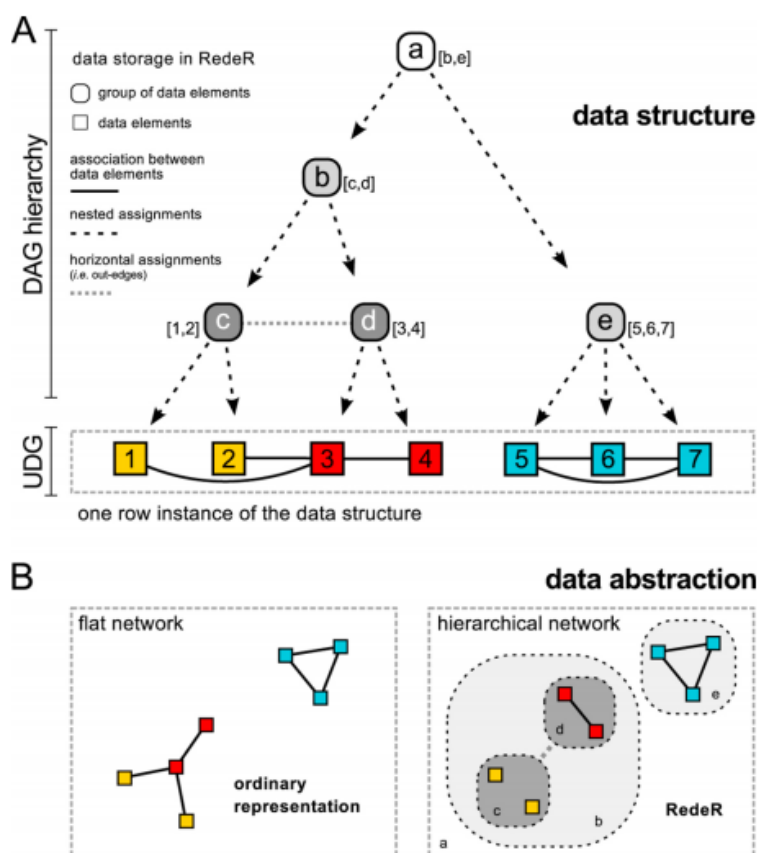 A
data storage in RedeR
group of data elements
data elements
association between
data elements
nested assignments
horizontal assignments
(i.e. out-edges)
DAG hierarchy
data structure
a [b,e]
b [c,d]
[1,2] c
d [3,4]
e [5,6,7]
UDG
1 2 3 4 5 6 7
one row instance of the data structure
B
data abstraction
flat network
ordinary
representation
hierarchical network
e
d
c
b
a
RedeR